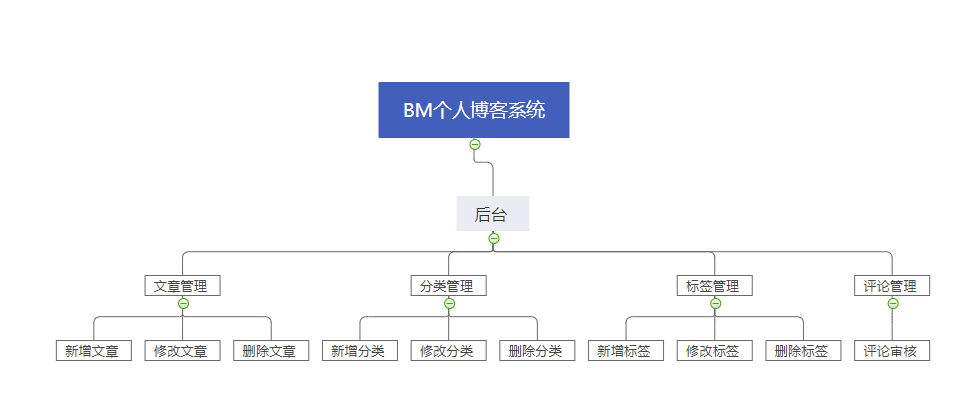 BM个人博客系统
后台
文章管理
分类管理
标签管理
评论管理
新增文章
修改文章
删除文章
新增分类
修改分类
删除分类
新增标签
修改标签
删除标签
评论审核